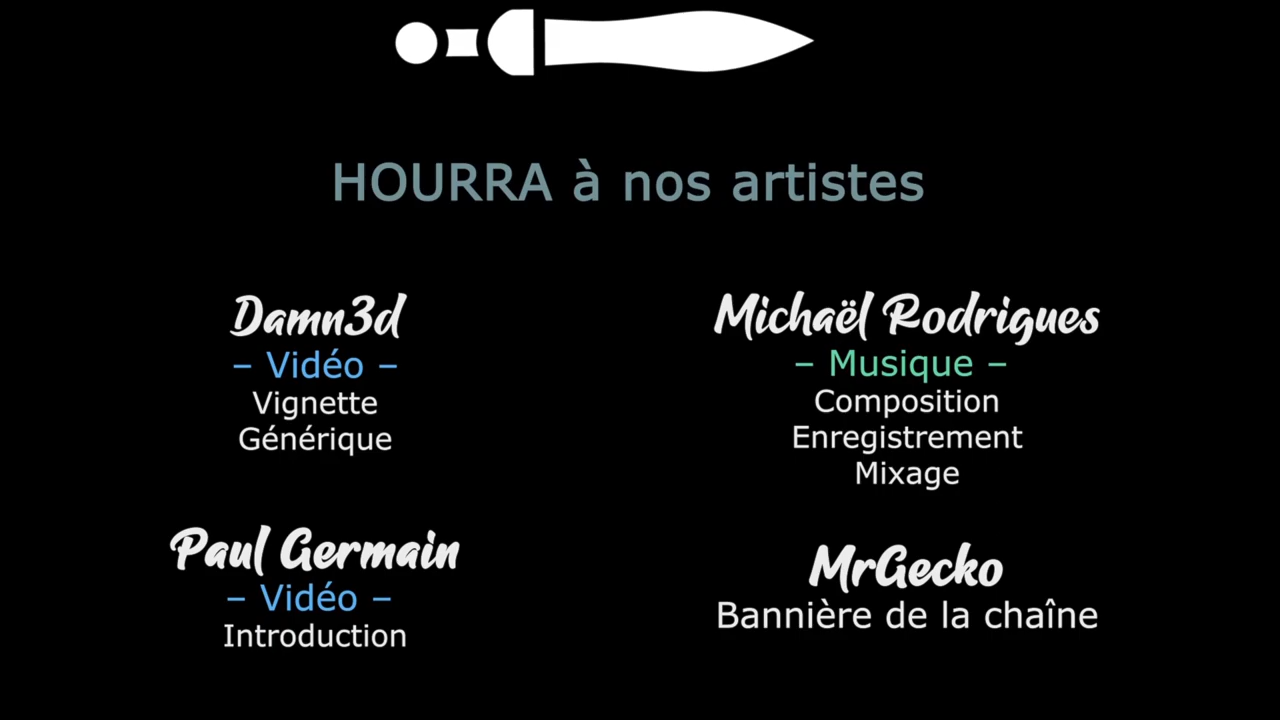 HOURRA à nos artistes
Damn3d
– Vidéo –
Vignette
Générique
Michaël Rodrigues
– Musique –
Composition
Enregistrement
Mixage
Paul Germain
– Vidéo –
Introduction
MrGecko
Bannière de la chaîne